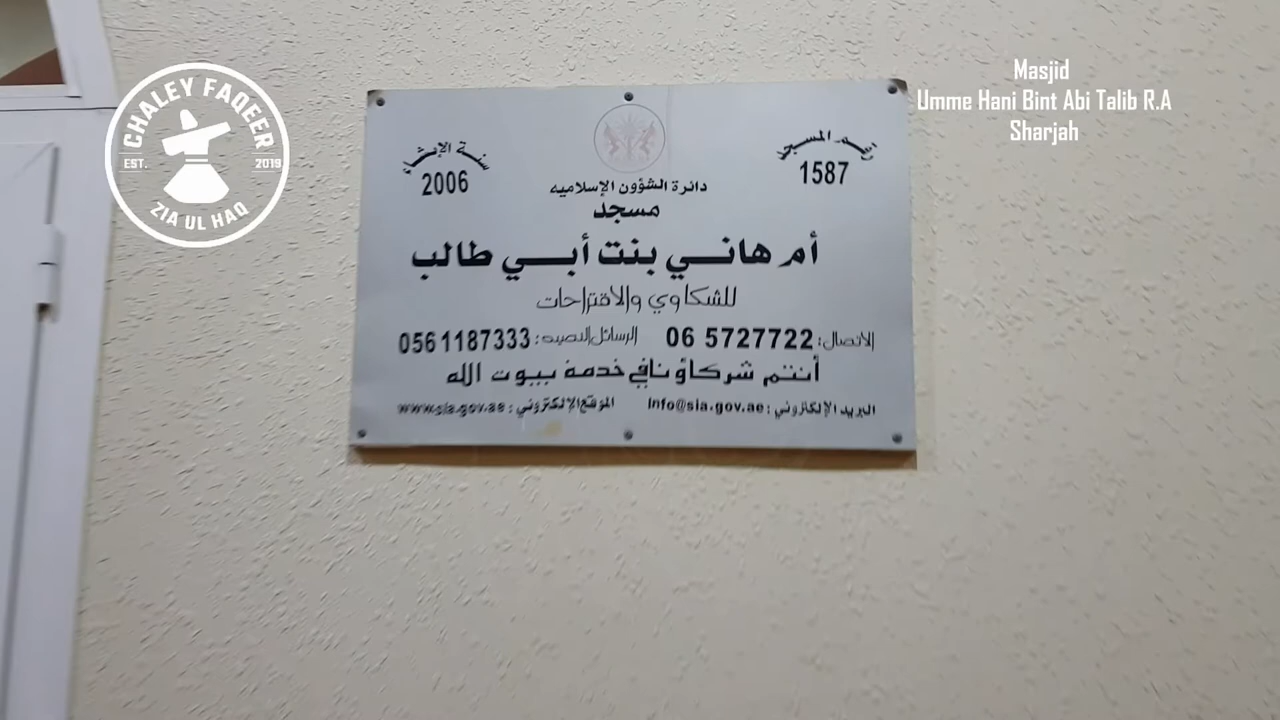 CHALEY FAQEER
EST. 2019
ZIA UL HAQ
Masjid
Umme Hani Bint Abi Talib R.A
Sharjah
رقم المسجد
1587
سنة الإنشاء
2006
دائرة الشؤون الإسلاميه
مسجد
أم هاني بنت أبي طالب
للشكاوي والاقتراحات
الاتصال: 06 5727722 الرسائل النصيه: 0561187333
أنتم شركاؤنا في خدمة بيوت الله
البريد الإلكتروني: Info@sia.gov.ae الموقع الإلكتروني: www.sia.gov.ae